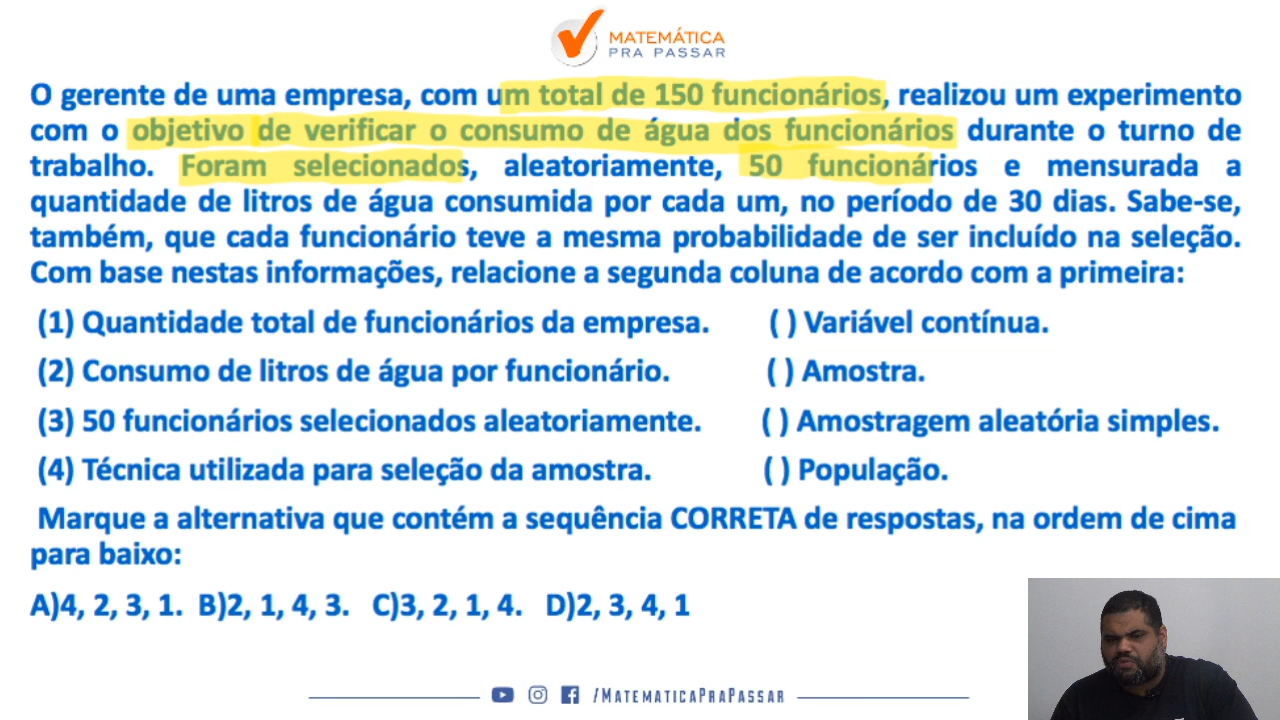 MATEMÁTICA
PRA PASSAR
O gerente de uma empresa, com um total de 150 funcionários, realizou um experimento
com o objetivo de verificar o consumo de água dos funcionários durante o turno de
trabalho. Foram selecionados, aleatoriamente, 50 funcionários e mensurada a
quantidade de litros de água consumida por cada um, no período de 30 dias. Sabe-se,
também, que cada funcionário teve a mesma probabilidade de ser incluído na seleção.
Com base nestas informações, relacione a segunda coluna de acordo com a primeira:
(1) Quantidade total de funcionários da empresa. ( ) Variável contínua.
(2) Consumo de litros de água por funcionário. ( ) Amostra.
(3) 50 funcionários selecionados aleatoriamente. ( ) Amostragem aleatória simples.
(4) Técnica utilizada para seleção da amostra. ( ) População.
Marque a alternativa que contém a sequência CORRETA de respostas, na ordem de cima
para baixo:
A)4, 2, 3, 1. B)2, 1, 4, 3. C)3, 2, 1, 4. D)2, 3, 4, 1
/MATEMATICAPRAPASSAR